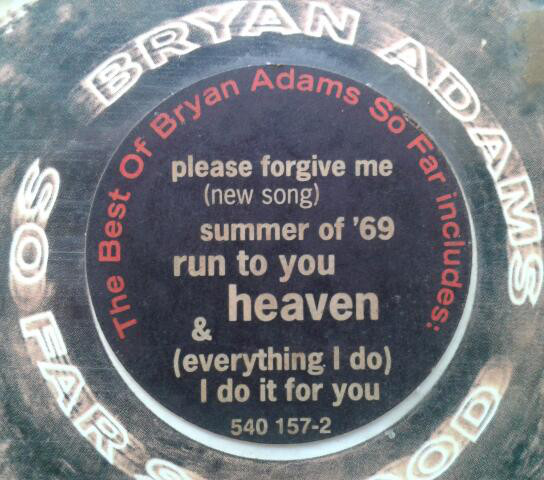 BRYAN ADAMS
SO FAR SO GOOD
The Best Of Bryan Adams So Far includes:
please forgive me
(new song)
summer of '69
run to you
heaven
&
(everything I do)
I do it for you
540 157-2